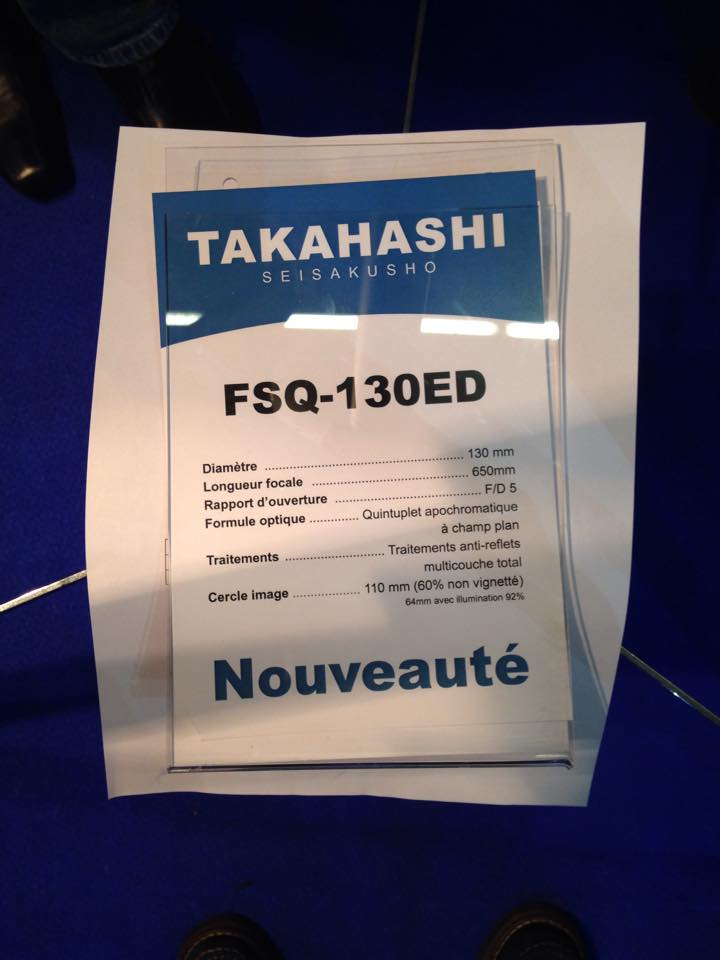 TAKAHASHI
SEISAKUSHO
FSQ-130ED
Diamètre ........................................................ 130 mm
Longueur focale .............................................. 650mm
Rapport d'ouverture ........................................ F/D 5
Formule optique .............. Quintuplet apochromatique
à champ plan
Traitements ............................ Traitements anti-reflets
multicouche total
Cercle image ................... 110 mm (60% non vignetté)
64mm avec illumination 92%
Nouveauté